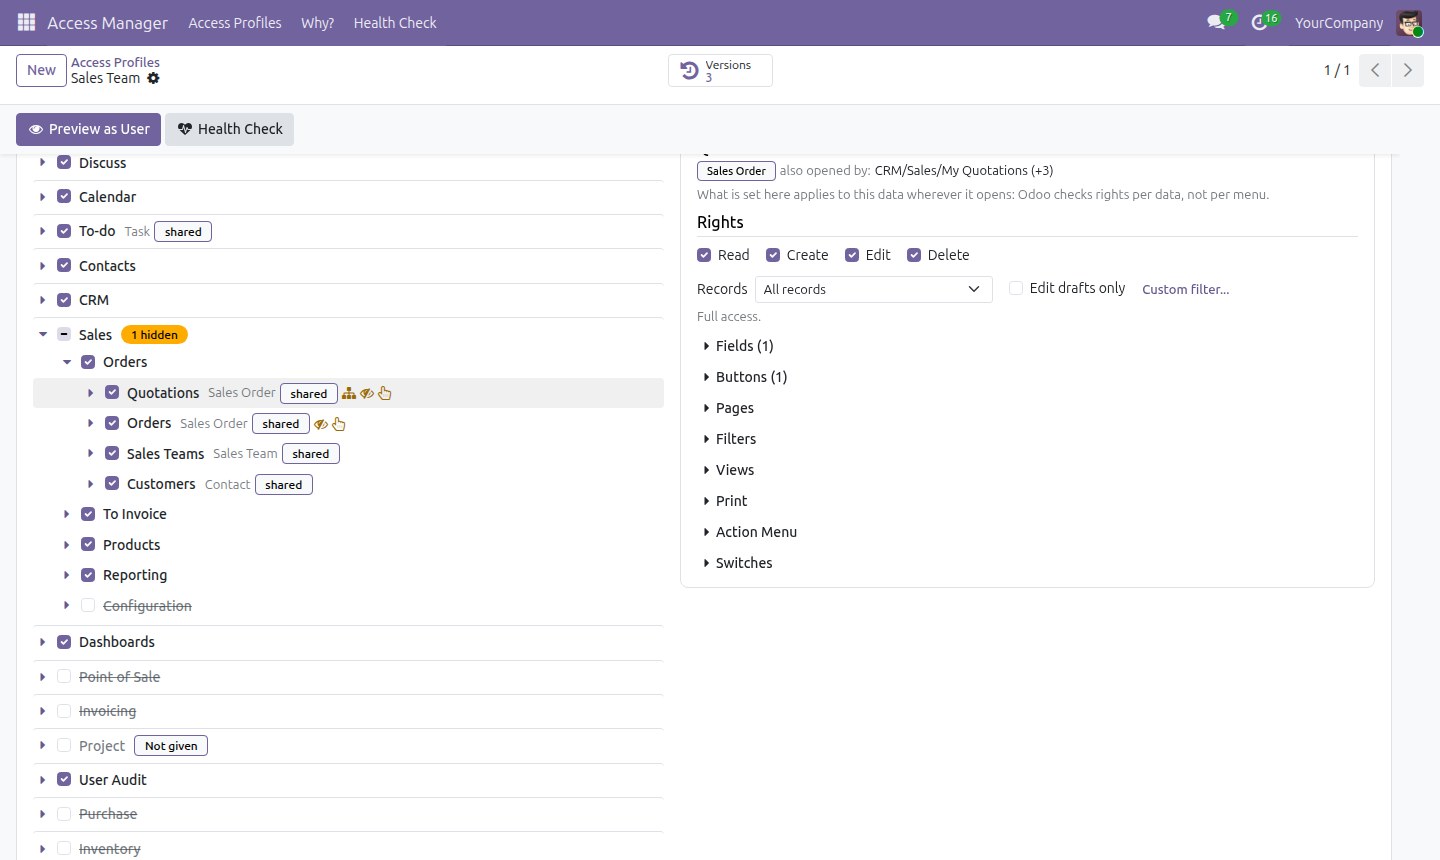 Access Manager Access Profiles Why? Health Check 7 16 YourCompany
New Access Profiles Versions
Sales Team 3 1 / 1
Preview as User Health Check
Discuss
Calendar
To-do Task shared
Contacts
CRM
Sales 1 hidden
Orders
Quotations Sales Order shared
Orders Sales Order shared
Sales Teams Sales Team shared
Customers Contact shared
To Invoice
Products
Reporting
Configuration
Dashboards
Point of Sale
Invoicing
Project Not given
User Audit
Purchase
Inventory
Sales Order also opened by: CRM/Sales/My Quotations (+3)
What is set here applies to this data wherever it opens: Odoo checks rights per data, not per menu.
Rights
Read Create Edit Delete
Records All records Edit drafts only Custom filter...
Full access.
Fields (1)
Buttons (1)
Pages
Filters
Views
Print
Action Menu
Switches